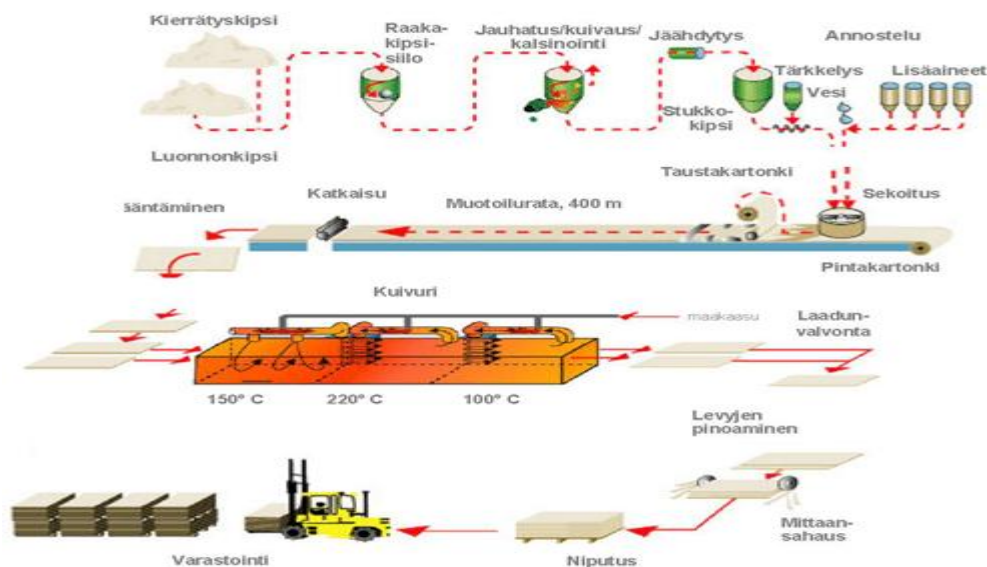 Kierrätyskipsi
Raaka-
kipsi-
siilo
Jauhatus/kuivaus/
kalsinointi
Jäähdytys
Annostelu
Tärkkelys
Vesi
Lisäaineet
Stukko-
kipsi
Luonnonkipsi
Taustakartonki
Katkaisu
Muotoilurata, 400 m
Sekoitus
ääntäminen
Pintakartonki
Kuivuri
maakaasu
Laadun-
valvonta
150° C
220° C
100° C
Levyjen
pinoaminen
Mittaan-
sahaus
Varastointi
Niputus